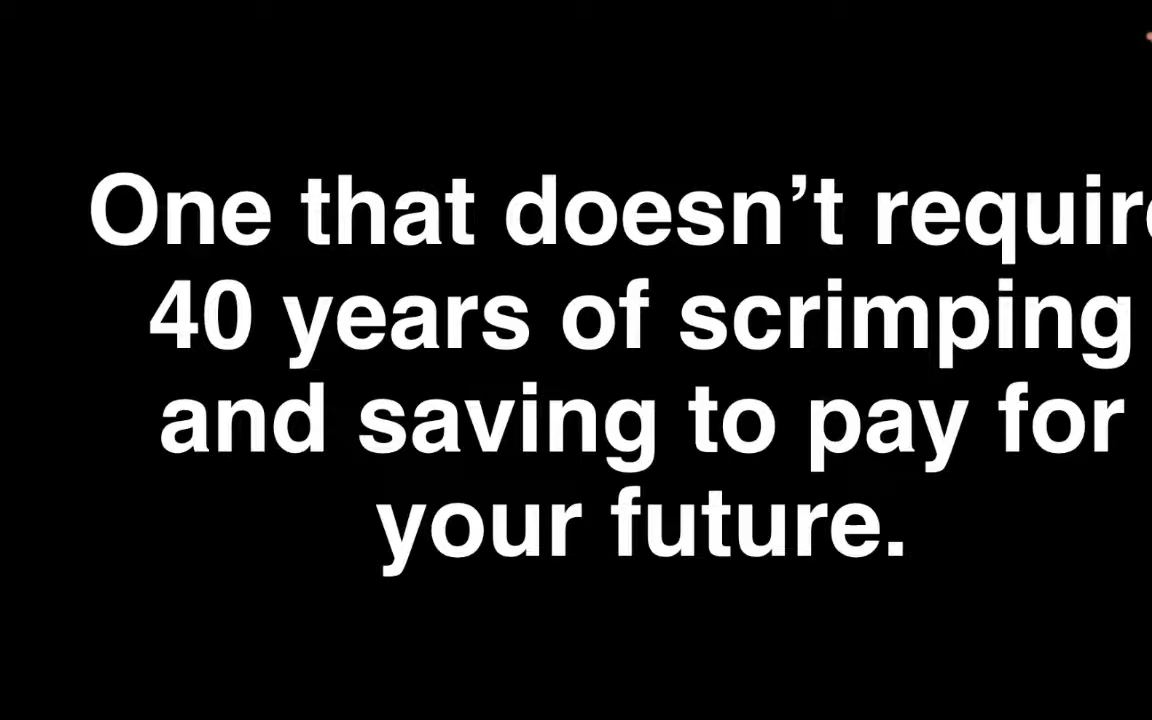 One that doesn’t require
40 years of scrimping
and saving to pay for
your future.